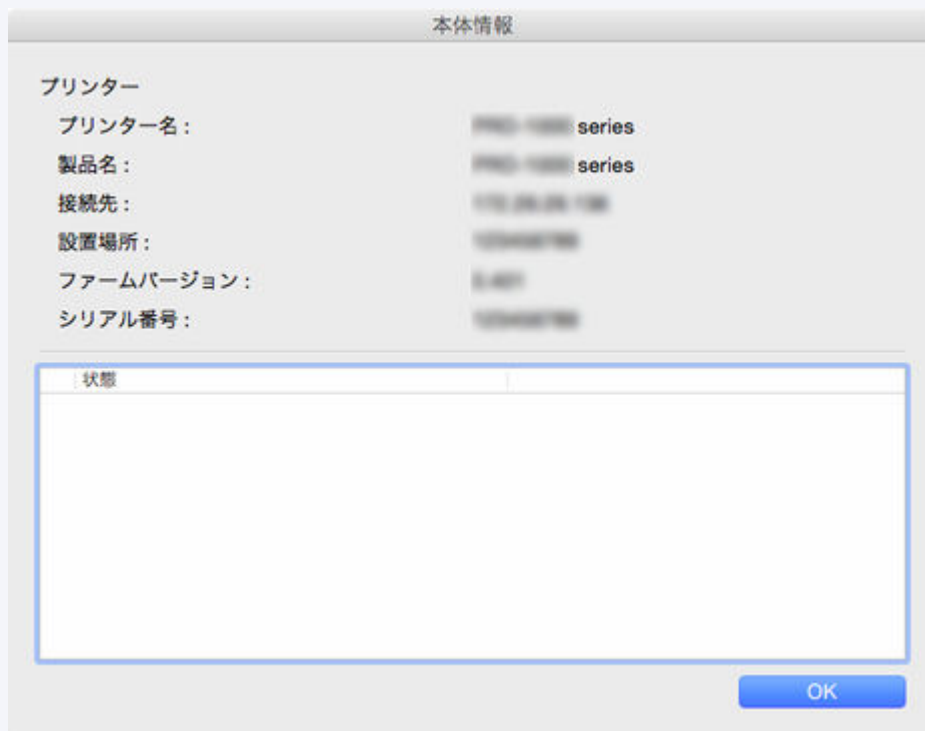 本体情報
プリンター
プリンター名 : series
製品名 : series
接続先 :
設置場所 :
ファームバージョン :
シリアル番号 :
状態
OK